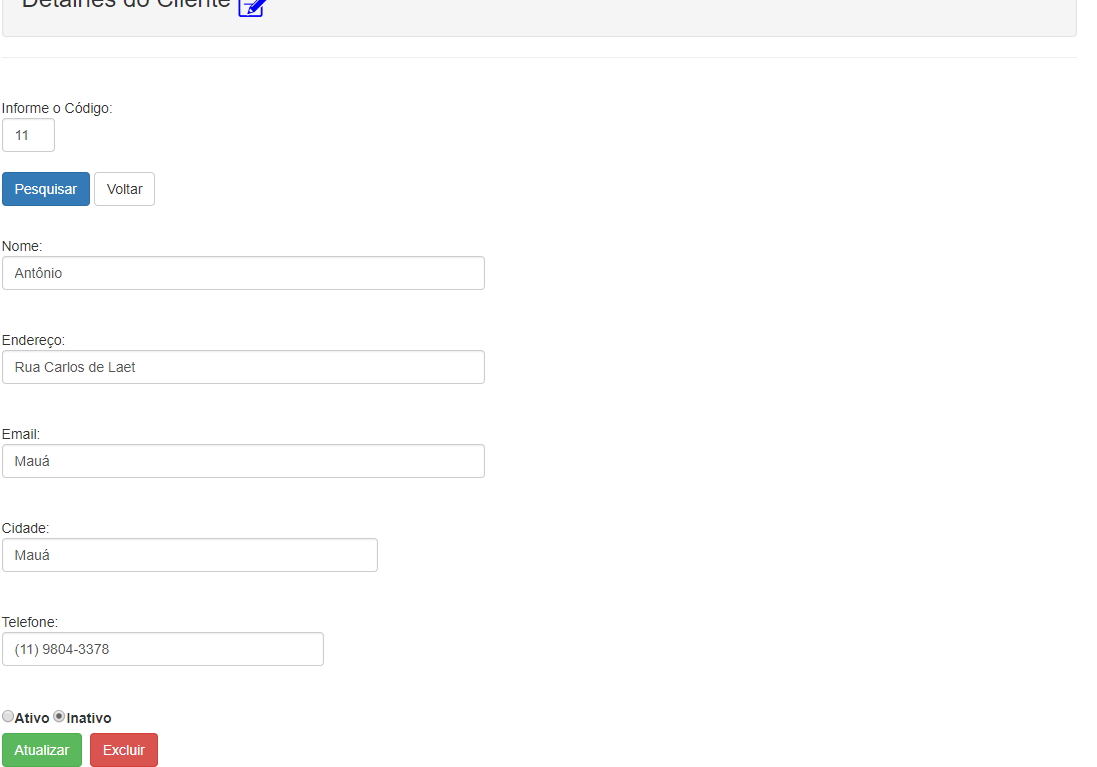 Detalhes do Cliente
Informe o Código:
11
Pesquisar Voltar
Nome:
Antônio
Endereço:
Rua Carlos de Laet
Email:
Mauá
Cidade:
Mauá
Telefone:
(11) 9804-3378
Ativo Inativo
Atualizar Excluir